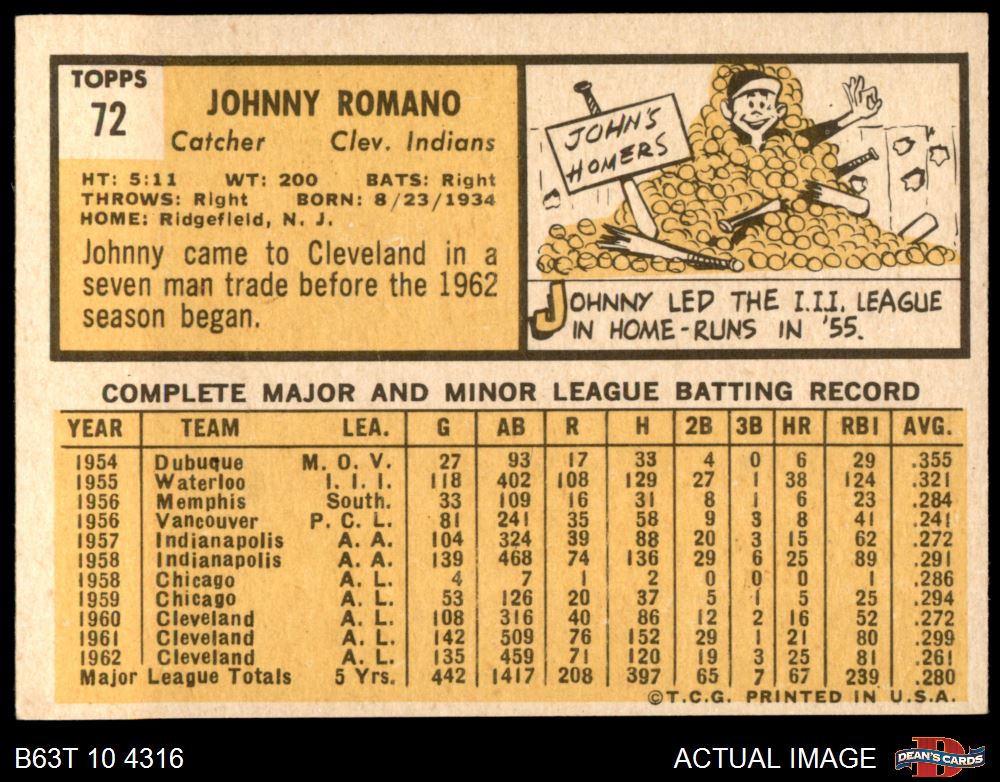 TOPPS
72
JOHNNY ROMANO
Catcher Clev. Indians
HT: 5:11 WT: 200 BATS: Right
THROWS: Right BORN: 8/23/1934
HOME: Ridgefield, N. J.
Johnny came to Cleveland in a
seven man trade before the 1962
season began.
JOHN'S
HOMERS
JOHNNY LED THE I.I.I. LEAGUE
IN HOME-RUNS IN '55.
COMPLETE MAJOR AND MINOR LEAGUE BATTING RECORD
YEAR TEAM LEA. G AB R H 2B 3B HR RBI AVG.
1954 Dubuque M. O. V. 27 93 17 33 4 0 6 29 .355
1955 Waterloo I. I. I. 118 402 108 129 27 1 38 124 .321
1956 Memphis South. 33 109 16 31 8 1 6 23 .284
1956 Vancouver P. C. L. 81 241 35 58 9 3 8 41 .241
1957 Indianapolis A. A. 104 324 39 88 20 3 15 62 .272
1958 Indianapolis A. A. 139 468 74 136 29 6 25 89 .291
1958 Chicago A. L. 4 7 1 2 0 0 0 1 .286
1959 Chicago A. L. 53 126 20 37 5 1 5 25 .294
1960 Cleveland A. L. 108 316 40 86 12 2 16 52 .272
1961 Cleveland A. L. 142 509 76 152 29 1 21 80 .299
1962 Cleveland A. L. 135 459 71 120 19 3 25 81 .261
Major League Totals 5 Yrs. 442 1417 208 397 65 7 67 239 .280
©T.C.G. PRINTED IN U.S.A.
B63T 10 4316
ACTUAL IMAGE
DEAN'S CARDS